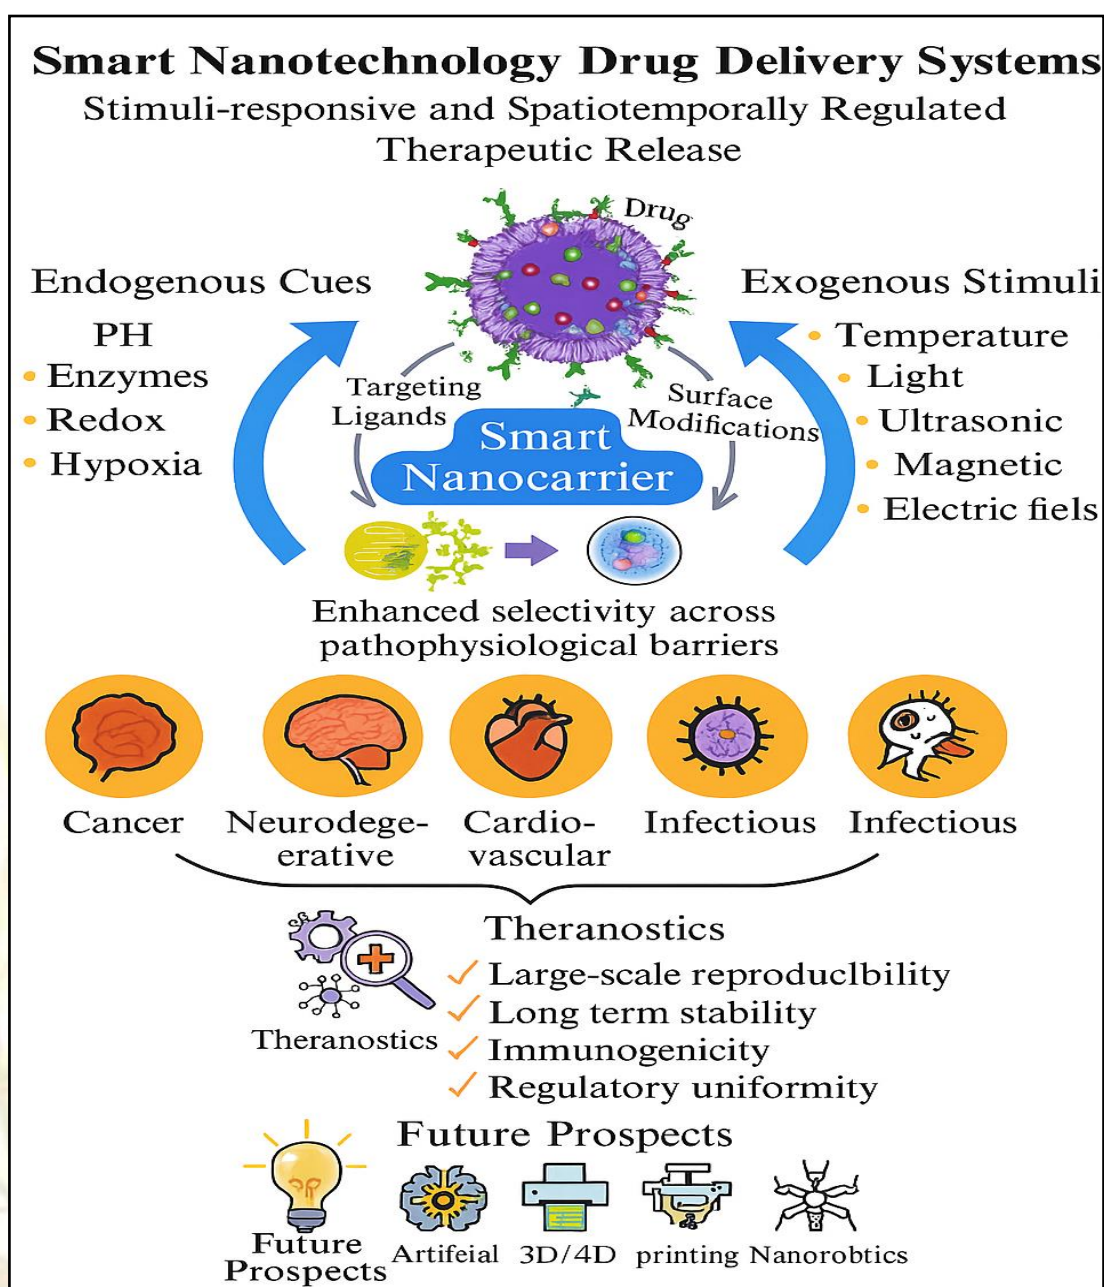 Smart Nanotechnology Drug Delivery Systems
Stimuli-responsive and Spatiotemporally Regulated
Therapeutic Release
Drug
Endogenous Cues
PH
• Enzymes
• Redox
• Hypoxia
Exogenous Stimuli
• Temperature
• Light
• Ultrasonic
• Magnetic
• Electric fiels
Targeting
Ligands
Surface
Modifications
Smart
Nanocarrier
Enhanced selectivity across
pathophysiological barriers
Cancer
Neurodege-
erative
Cardio-
vascular
Infectious
Infectious
Theranostics
Theranostics
✓ Large-scale reproduclbility
✓ Long term stability
✓ Immunogenicity
✓ Regulatory uniformity
Future Prospects
Future
Prospects
Artifeial
3D/4D
printing
Nanorobtics